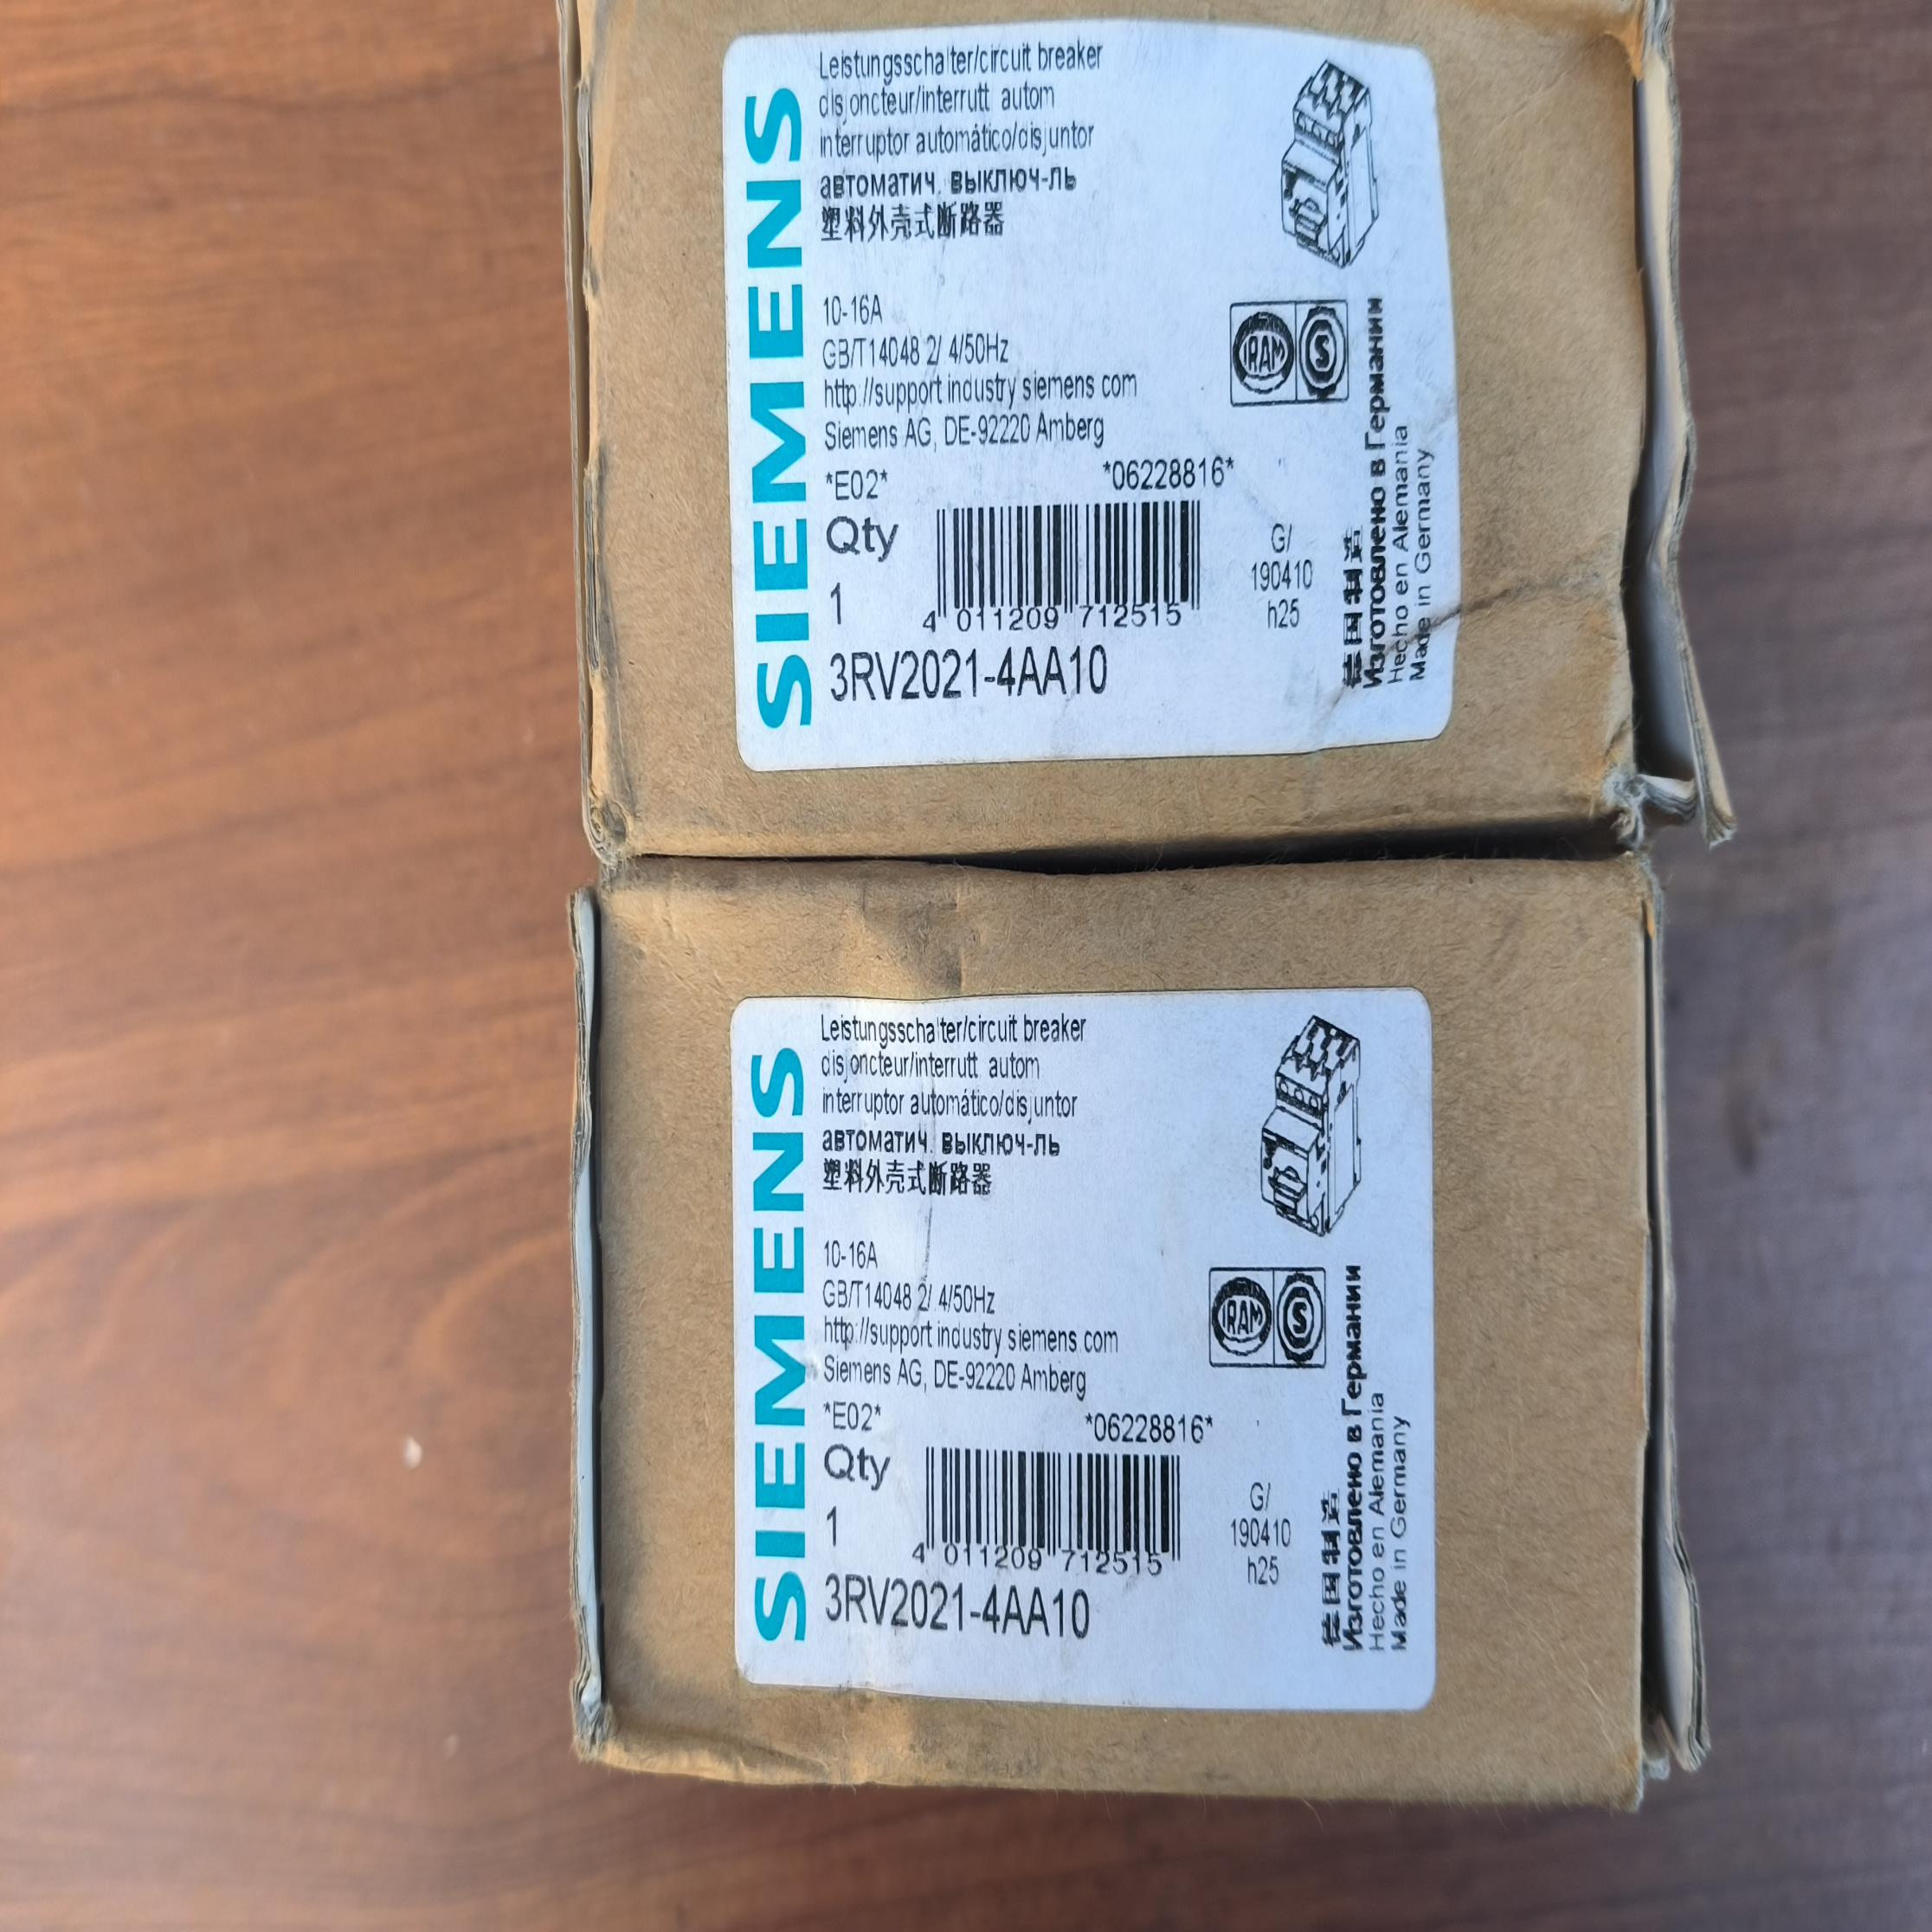 SIEMENS
Leistungsschalter/circuit breaker
disjoncteur/interrutt autom
interruptor automático/disjuntor
автоматич. выключ-ль
塑料外壳式断路器
10-16A
GB/T14048 2/ 4/50Hz
http://support industry siemens com
Siemens AG, DE-92220 Amberg
*E02*
*06228816*
IRAM
S
Qty
1
4 011209 712515
G/
190410
h25
3RV2021-4AA10
德国制造
Изготовлено в Германии
Hecho en Alemania
Made in Germany
SIEMENS
Leistungsschalter/circuit breaker
disjoncteur/interrutt autom
interruptor automático/disjuntor
автоматич. выключ-ль
塑料外壳式断路器
10-16A
GB/T14048 2/ 4/50Hz
http://support industry siemens com
Siemens AG, DE-92220 Amberg
*E02*
*06228816*
IRAM
S
Qty
1
4 011209 712515
G/
190410
h25
3RV2021-4AA10
德国制造
Изготовлено в Германии
Hecho en Alemania
Made in Germany